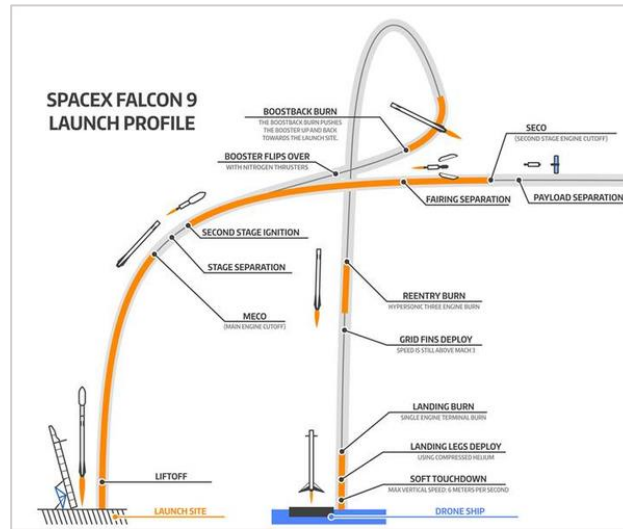 SPACEX FALCON 9
LAUNCH PROFILE
BOOSTBACK BURN
THE BOOSTBACK BURN PUSHES
THE BOOSTER UP AND BACK
TOWARDS THE LAUNCH SITE.
BOOSTER FLIPS OVER
WITH NITROGEN THRUSTERS
SECO
(SECOND STAGE ENGINE CUTOFF)
FAIRING SEPARATION
PAYLOAD SEPARATION
SECOND STAGE IGNITION
STAGE SEPARATION
MECO
(MAIN ENGINE CUTOFF)
REENTRY BURN
HYPERSONIC THREE ENGINE BURN
GRID FINS DEPLOY
SPEED IS STILL ABOVE MACH 3
LANDING BURN
SINGLE ENGINE TERMINAL BURN
LANDING LEGS DEPLOY
USING COMPRESSED HELIUM
SOFT TOUCHDOWN
MAX VERTICAL SPEED: 6 METERS PER SECOND
LIFTOFF
LAUNCH SITE
DRONE SHIP